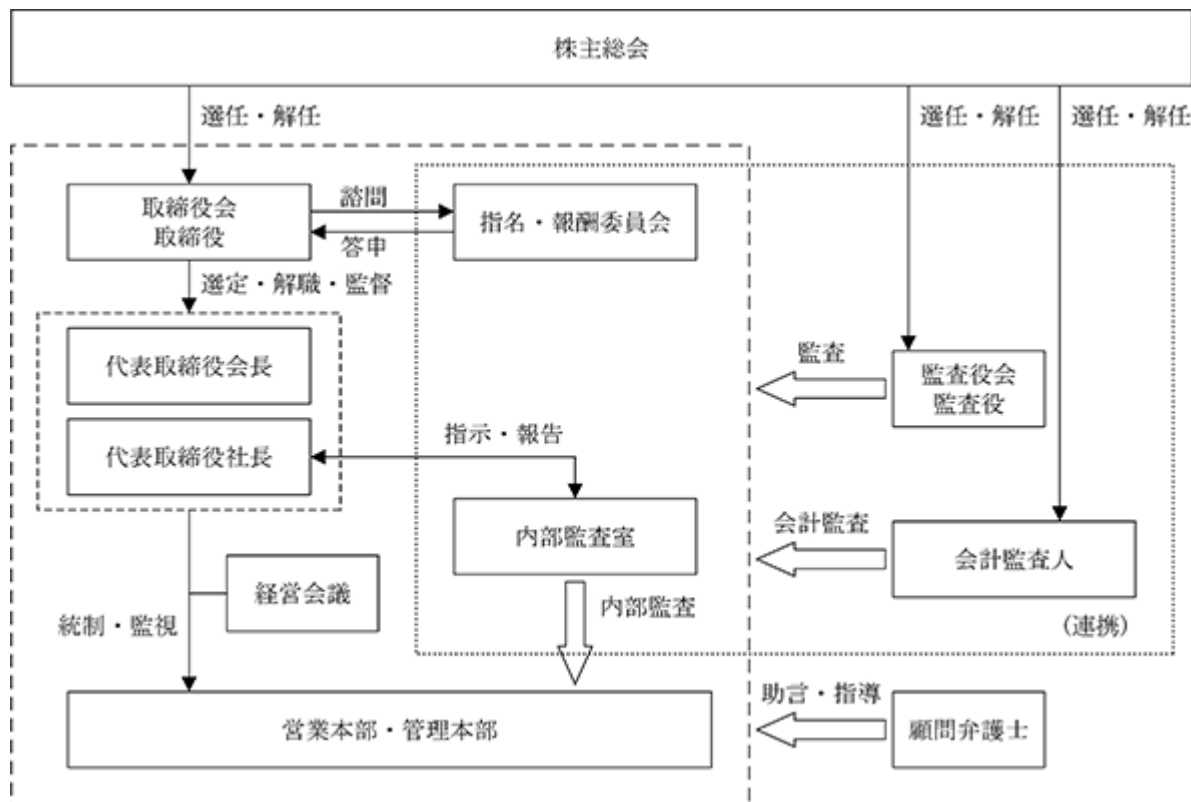 株主総会
選任・解任
選任・解任
選任・解任
取締役会
取締役
諮問
答申
指名・報酬委員会
選定・解職・監督
代表取締役会長
代表取締役社長
監査
監査役会
監査役
指示・報告
内部監査室
会計監査
会計監査人
(連携)
経営会議
統制・監視
内部監査
営業本部・管理本部
助言・指導
顧問弁護士